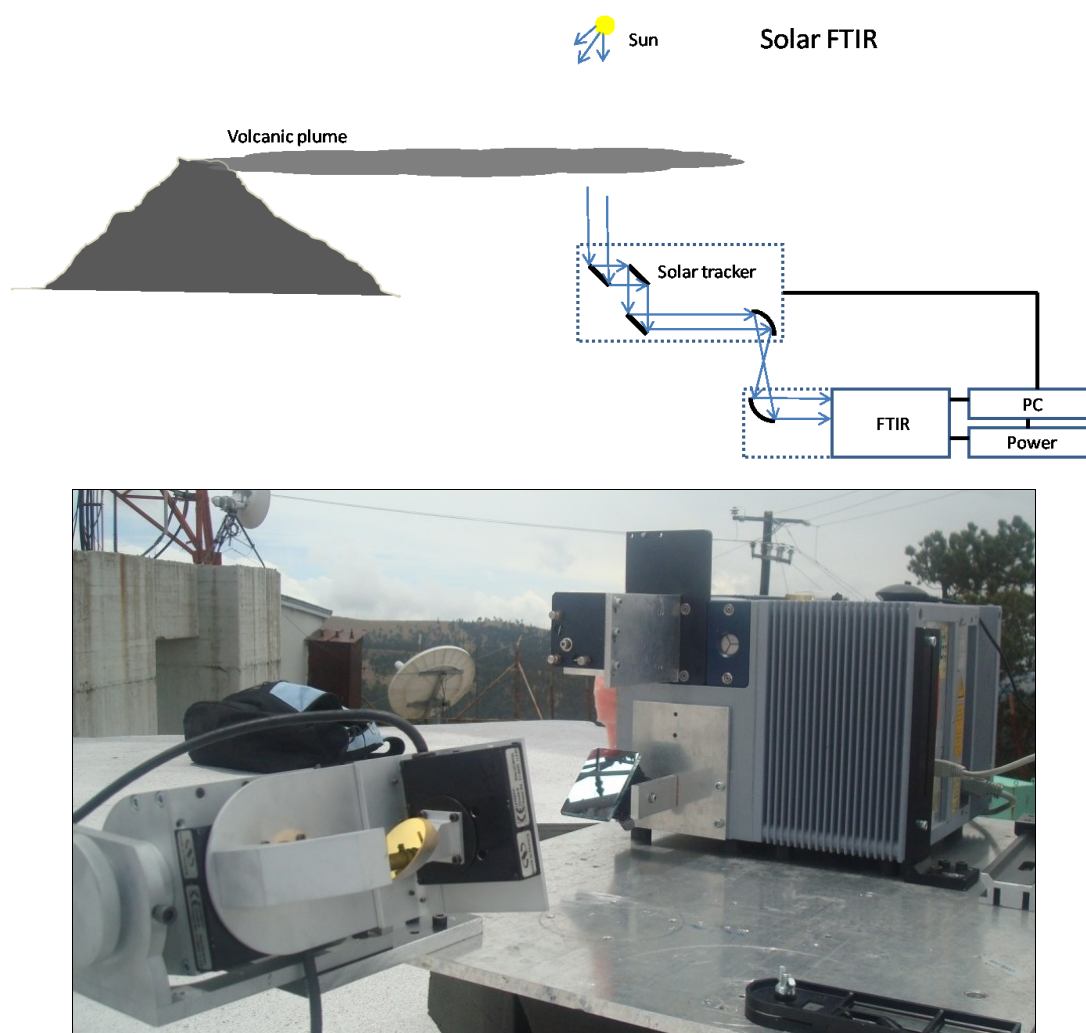 Sun
Solar FTIR
Volcanic plume
Solar tracker
FTIR
PC
Power